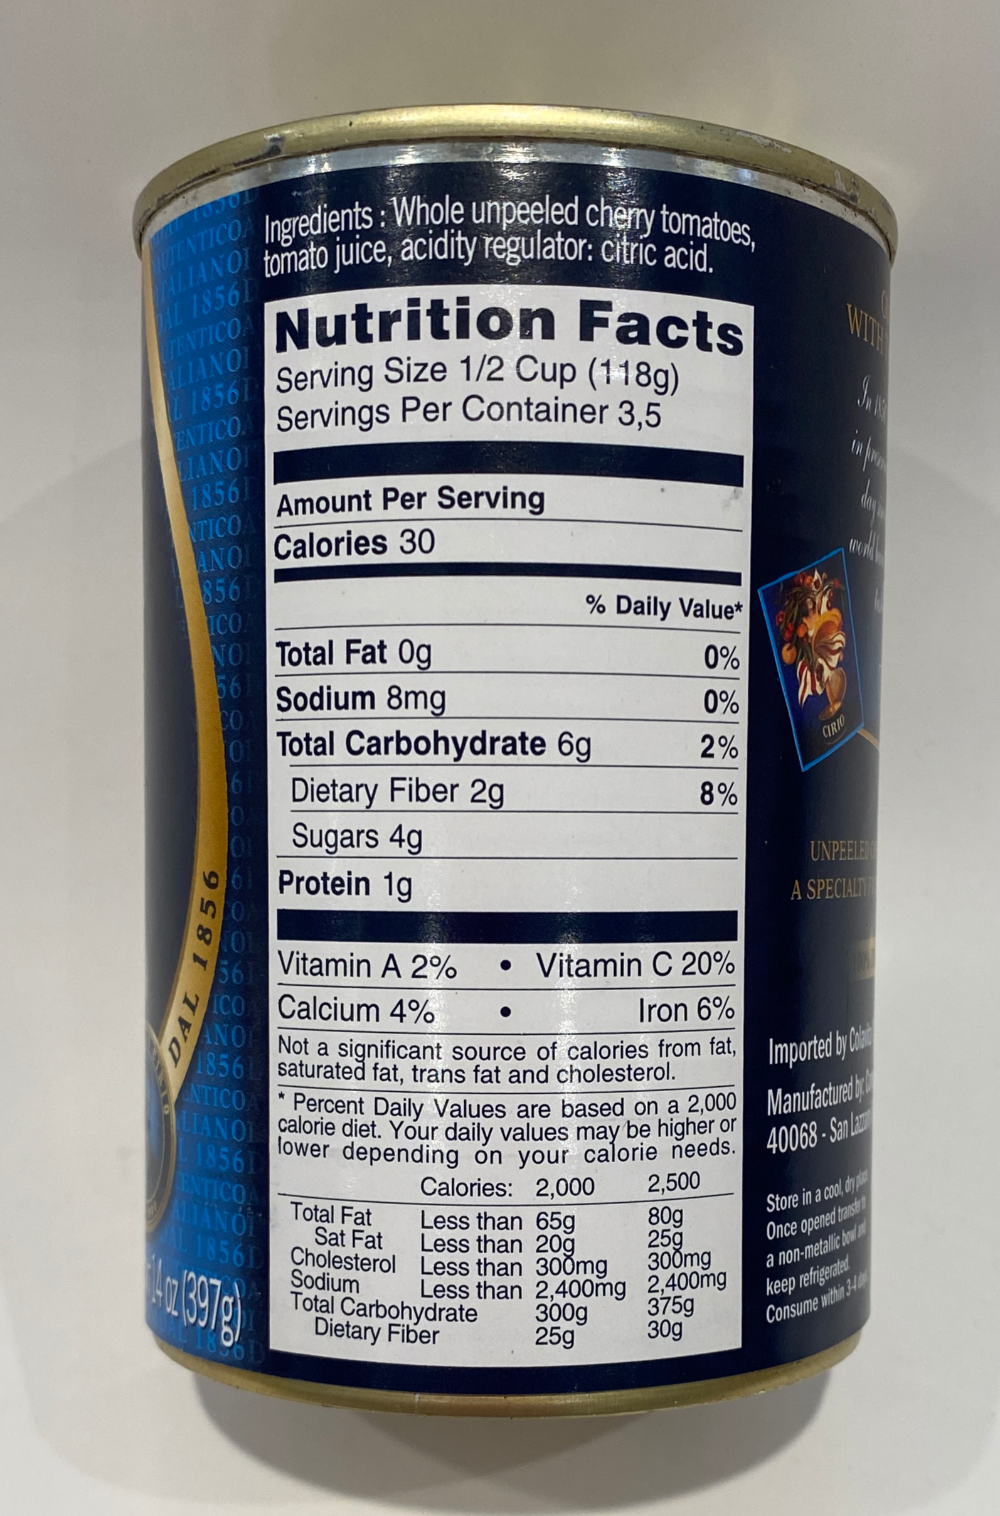 Ingredients : Whole unpeeled cherry tomatoes,
tomato juice, acidity regulator: citric acid.
Nutrition Facts
Serving Size 1/2 Cup (118g)
Servings Per Container 3,5
Amount Per Serving
Calories 30
% Daily Value*
Total Fat 0g 0%
Sodium 8mg 0%
Total Carbohydrate 6g 2%
Dietary Fiber 2g 8%
Sugars 4g
Protein 1g
Vitamin A 2% • Vitamin C 20%
Calcium 4% • Iron 6%
Not a significant source of calories from fat,
saturated fat, trans fat and cholesterol.
* Percent Daily Values are based on a 2,000
calorie diet. Your daily values may be higher or
lower depending on your calorie needs.
Calories: 2,000 2,500
Total Fat Less than 65g 80g
Sat Fat Less than 20g 25g
Cholesterol Less than 300mg 300mg
Sodium Less than 2,400mg 2,400mg
Total Carbohydrate 300g 375g
Dietary Fiber 25g 30g
DAL 1856
14 oz (397g)
WITH
In
in
day
CIRIO
A
Imported by
Manufactured by:
40068 - San
Store in a cool, dry
Once opened transfer
a non-metallic bowl and
keep refrigerated.
Consume within 3-4